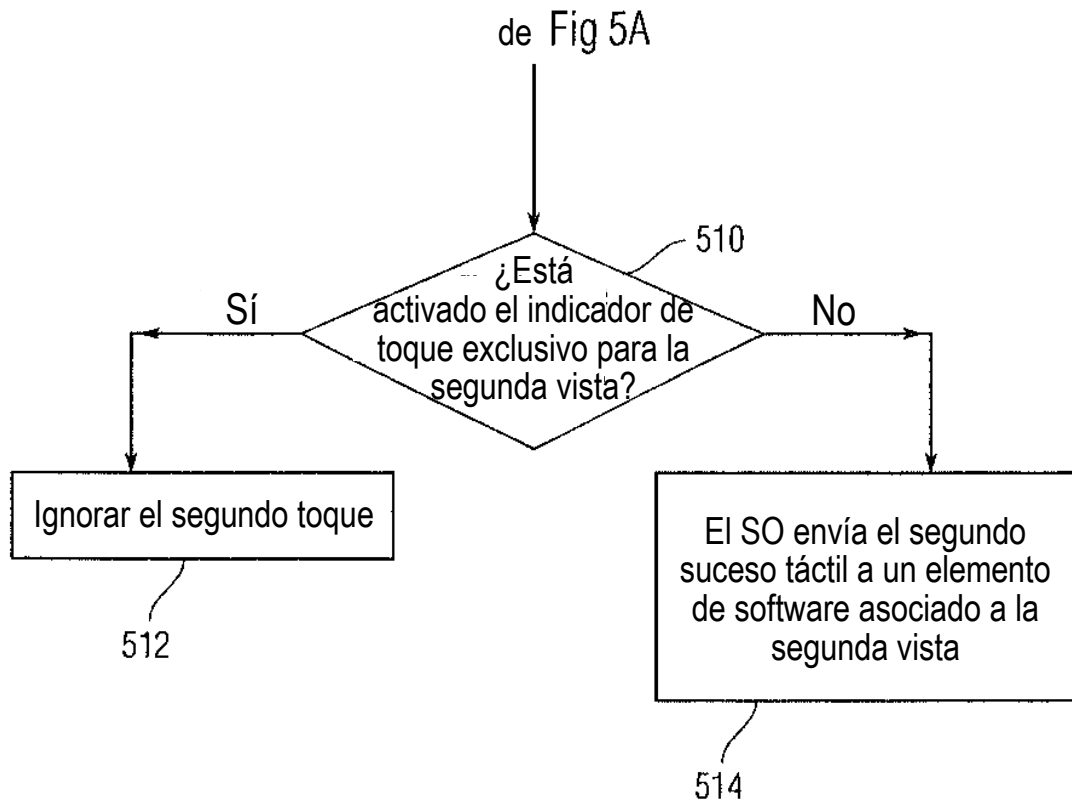 de Fig 5A
510
¿Está
activado el indicador de
toque exclusivo para la
segunda vista?
Sí
No
Ignorar el segundo toque
512
El SO envía el segundo
suceso táctil a un elemento
de software asociado a la
segunda vista
514